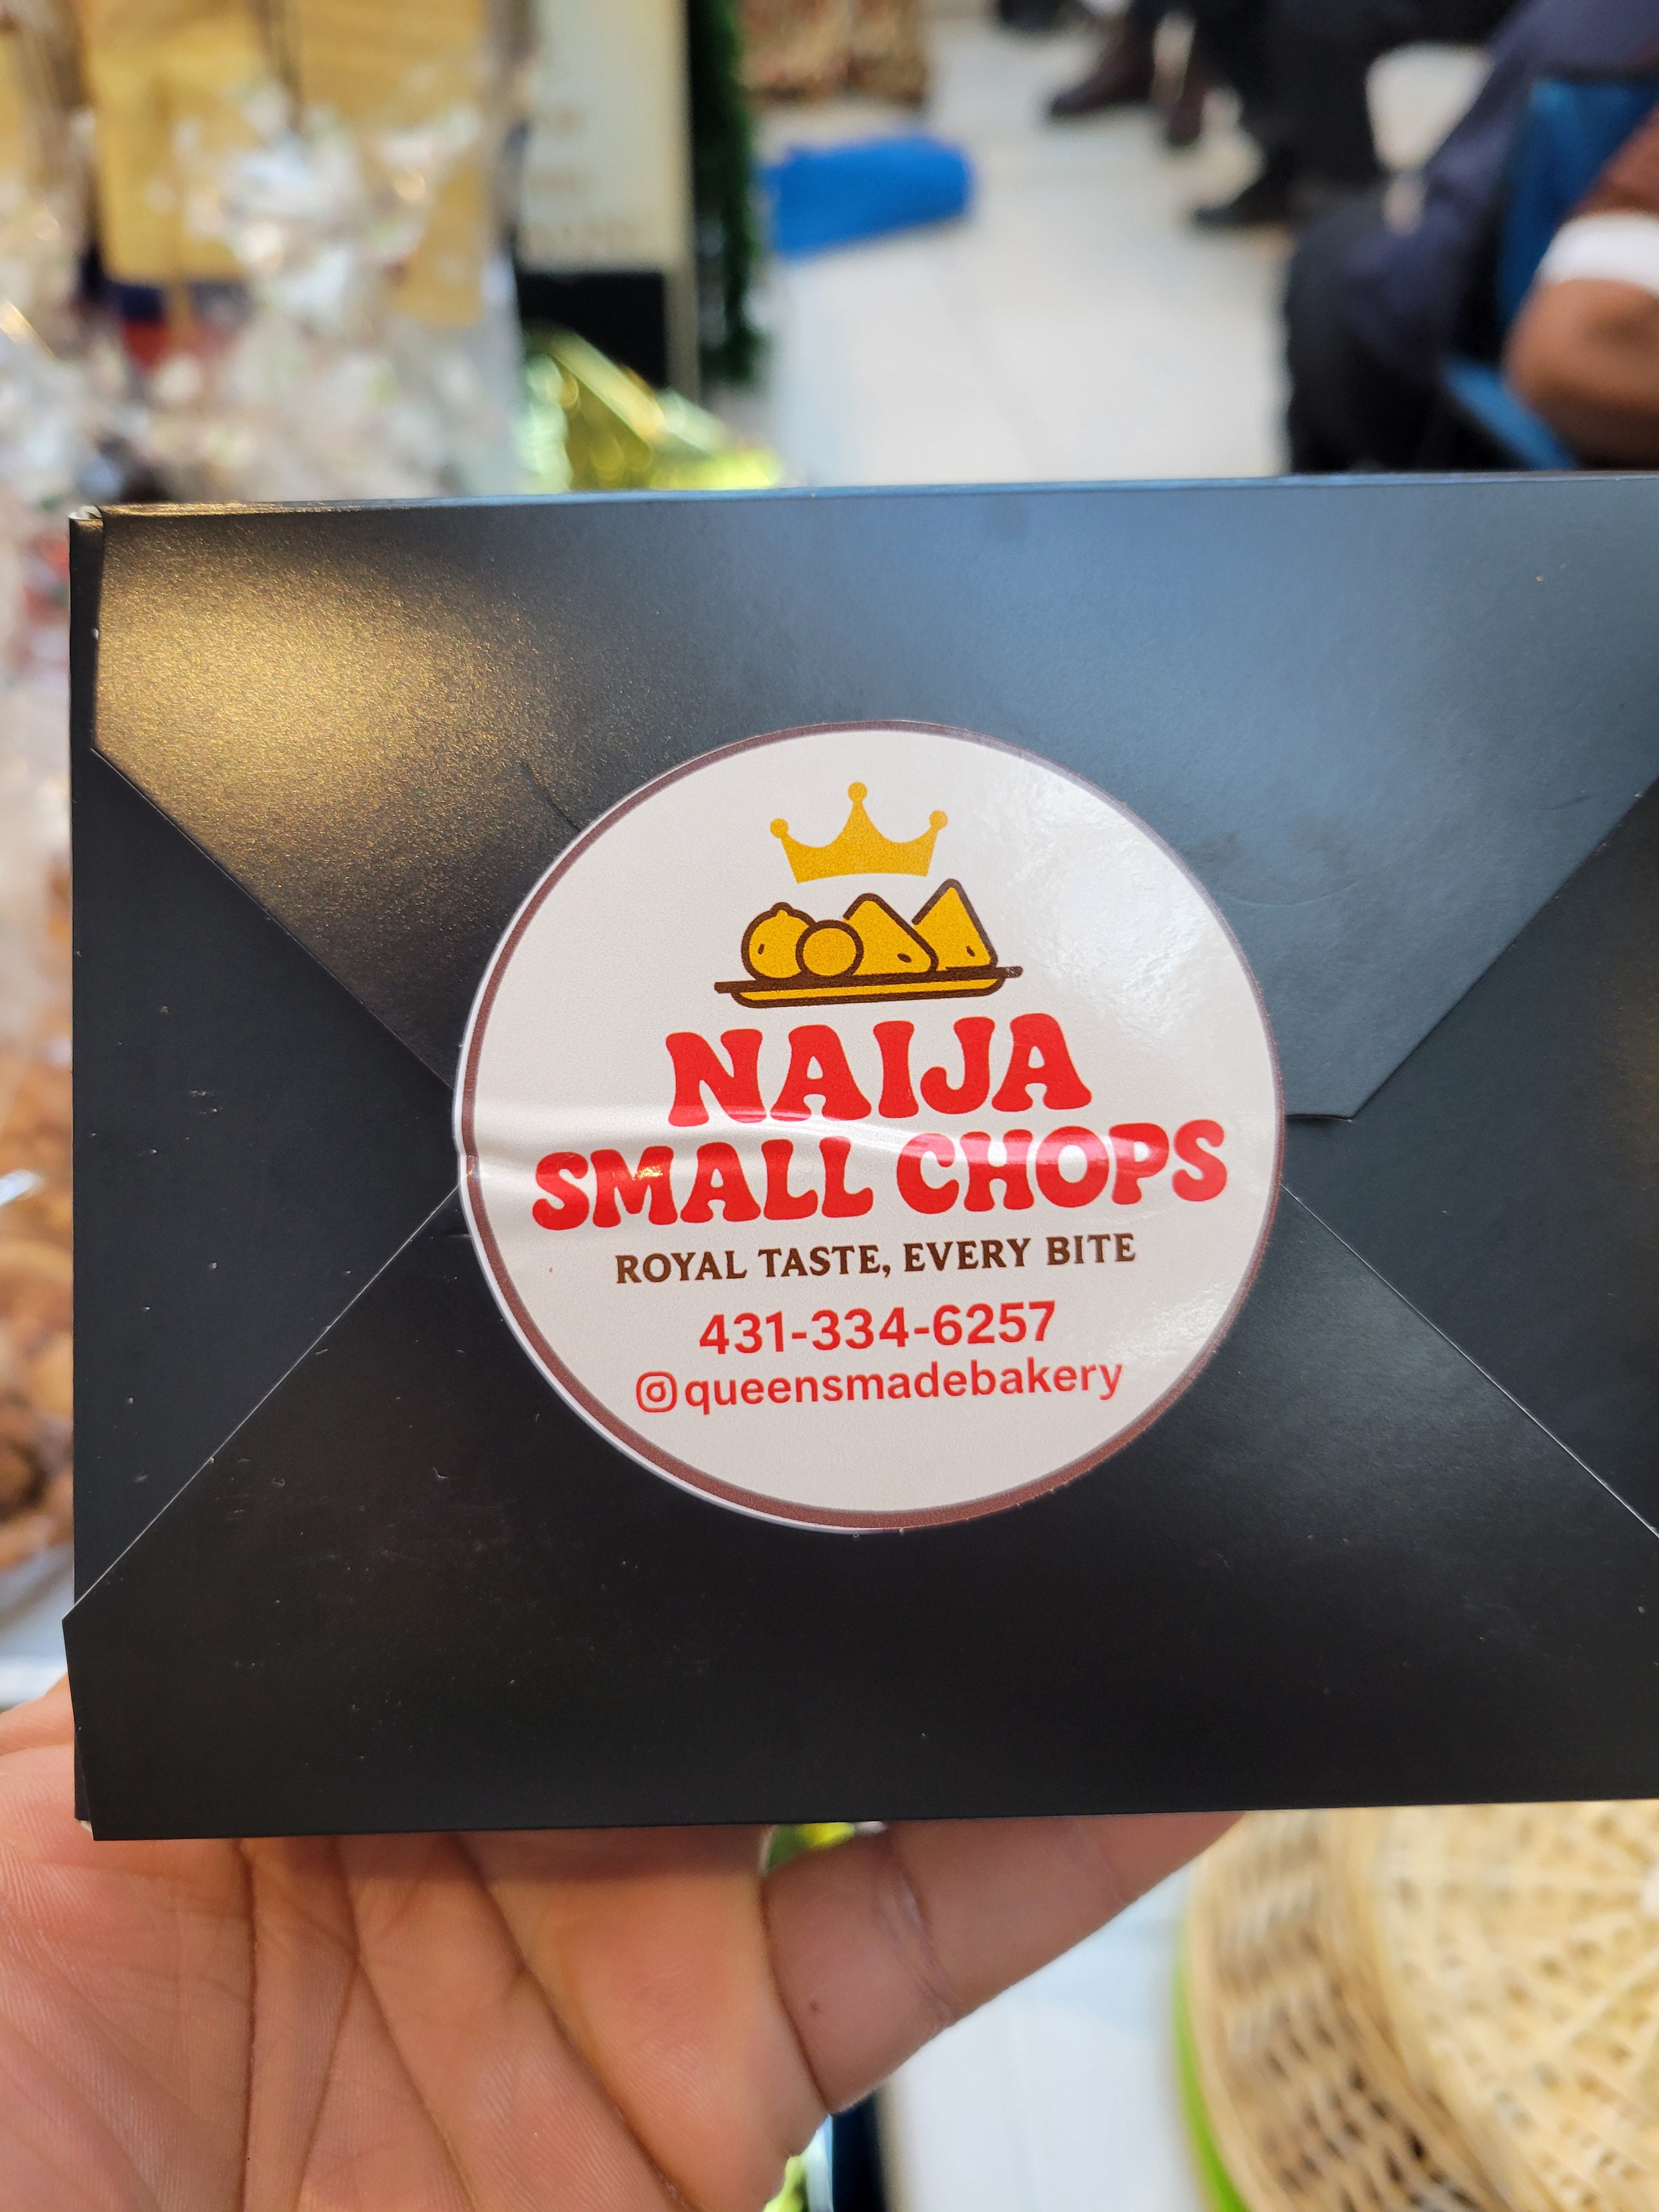 NAIJA
SMALL CHOPS
ROYAL TASTE, EVERY BITE
431-334-6257
@queensmadebakery